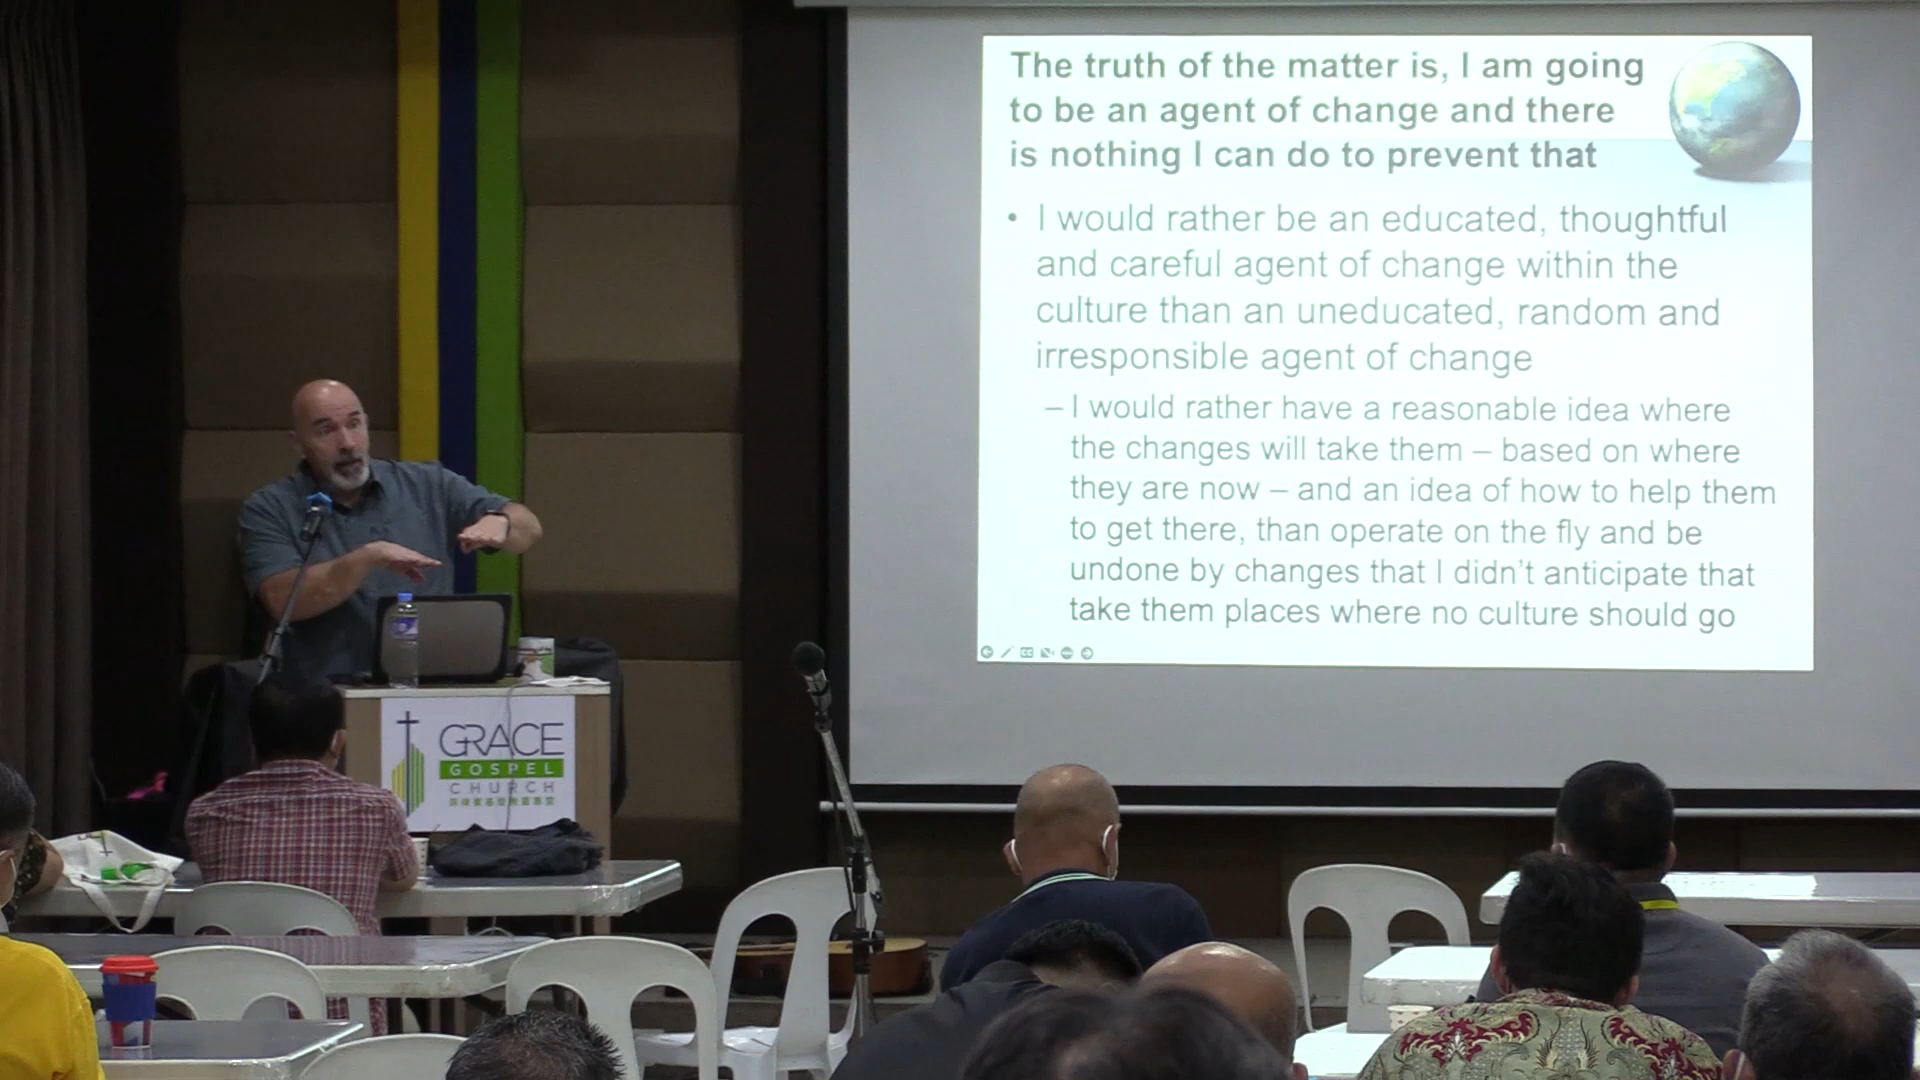 The truth of the matter is, I am going
to be an agent of change and there
is nothing I can do to prevent that
• I would rather be an educated, thoughtful
and careful agent of change within the
culture than an uneducated, random and
irresponsible agent of change
– I would rather have a reasonable idea where
the changes will take them – based on where
they are now – and an idea of how to help them
to get there, than operate on the fly and be
undone by changes that I didn't anticipate that
take them places where no culture should go
GRACE
GOSPEL
CHURCH